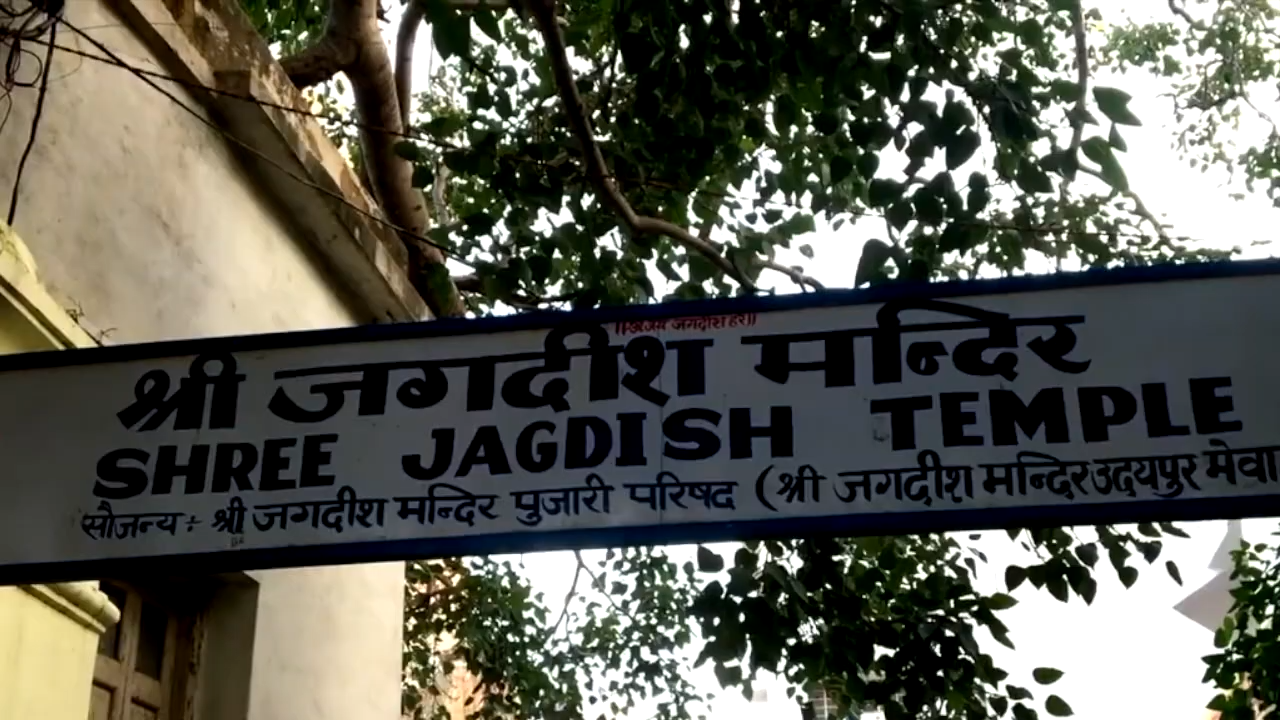 ॥ॐ जय जगदीश हरे॥
श्री जगदीश मन्दिर
SHREE JAGDISH TEMPLE
सौजन्य ÷ श्री जगदीश मन्दिर पुजारी परिषद (श्री जगदीश मन्दिर उदयपुर मेवा